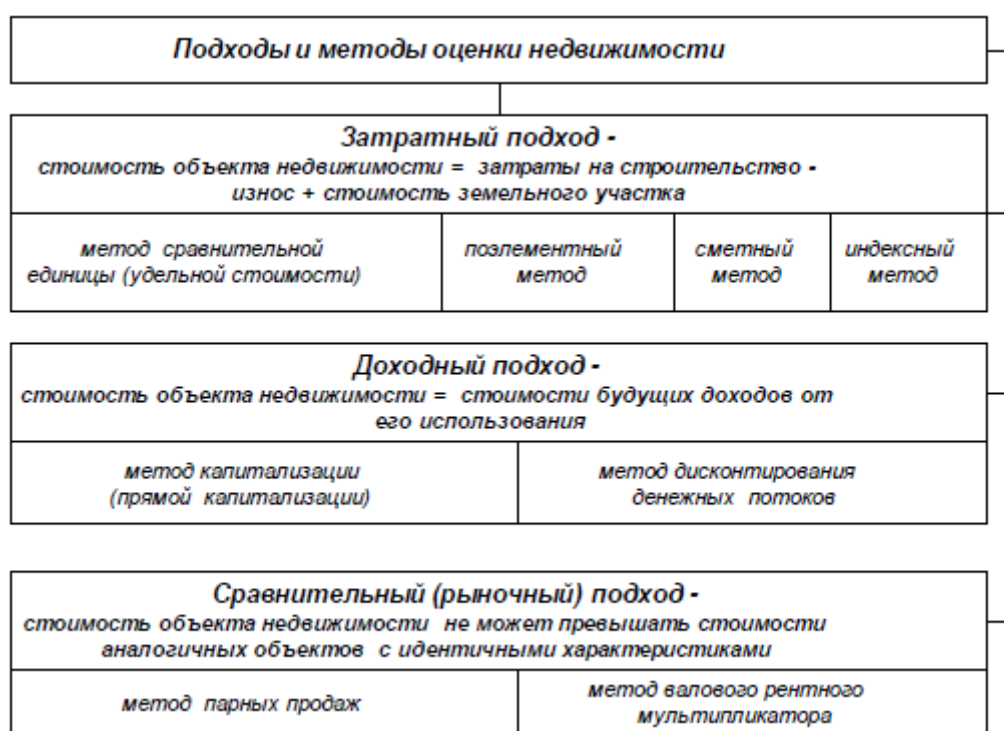 Подходы и методы оценки недвижимости
Затратный подход -
стоимость объекта недвижимости = затраты на строительство -
износ + стоимость земельного участка
метод сравнительной
единицы (удельной стоимости)
поэлементный
метод
сметный
метод
индексный
метод
Доходный подход -
стоимость объекта недвижимости = стоимости будущих доходов от
его использования
метод капитализации
(прямой капитализации)
метод дисконтирования
денежных потоков
Сравнительный (рыночный) подход -
стоимость объекта недвижимости не может превышать стоимости
аналогичных объектов с идентичными характеристиками
метод парных продаж
метод валового рентного
мультипликатора